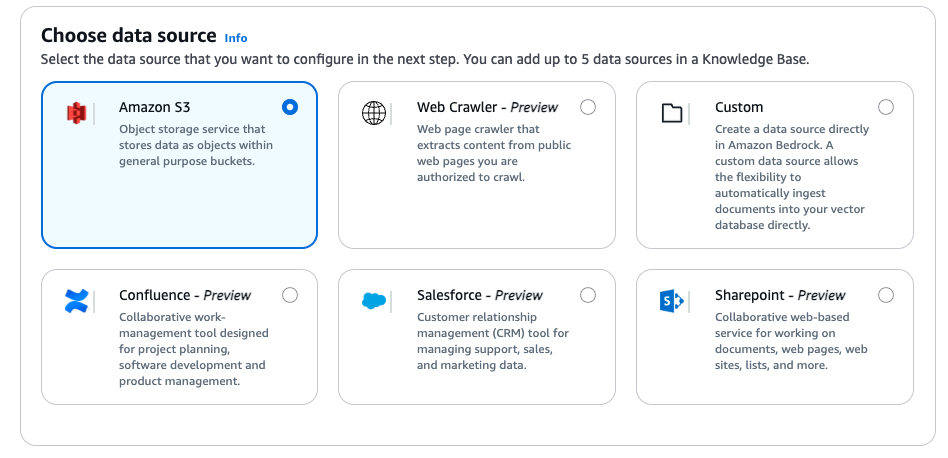 Choose data source Info
Select the data source that you want to configure in the next step. You can add up to 5 data sources in a Knowledge Base.
Amazon S3
Object storage service that
stores data as objects within
general purpose buckets.
Web Crawler - Preview
Web page crawler that
extracts content from public
web pages you are
authorized to crawl.
Custom
Create a data source directly
in Amazon Bedrock. A
custom data source allows
the flexibility to
automatically ingest
documents into your vector
database directly.
Confluence - Preview
Collaborative work-
management tool designed
for project planning,
software development and
product management.
Salesforce - Preview
Customer relationship
management (CRM) tool for
managing support, sales,
and marketing data.
Sharepoint - Preview
Collaborative web-based
service for working on
documents, web pages, web
sites, lists, and more.